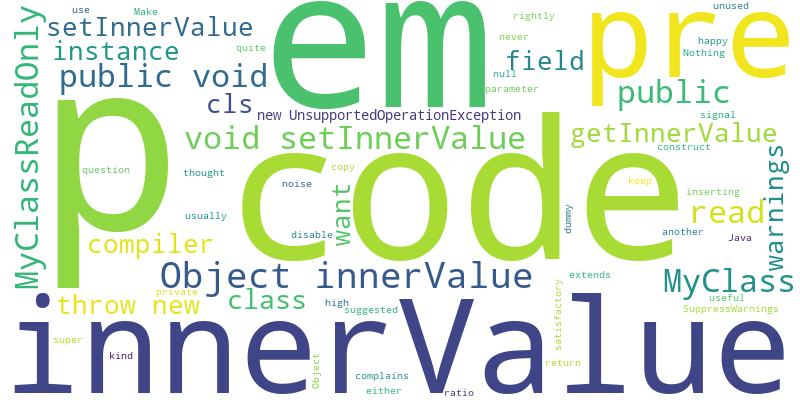 use
Make
setInnerValue
instance
quite
em
rightly
never
null
parameter
field
pre
unused
happy
Nothing
MyClassReadOnly
public void
cls
new UnsupportedOperationException
public
signal
p
code
void setInnerValue
getInnerValue
construct
question
thought
copy
noise
keep
inserting
warnings
usually
want
disable
dummy
read
another
Java
compiler
Object innerValue
extends
MyClass
private
throw new
class
high
suggested
satisfactory
useful
SuppressWarnings
innerValue
super
kind
Object
complains
either
ratio
return